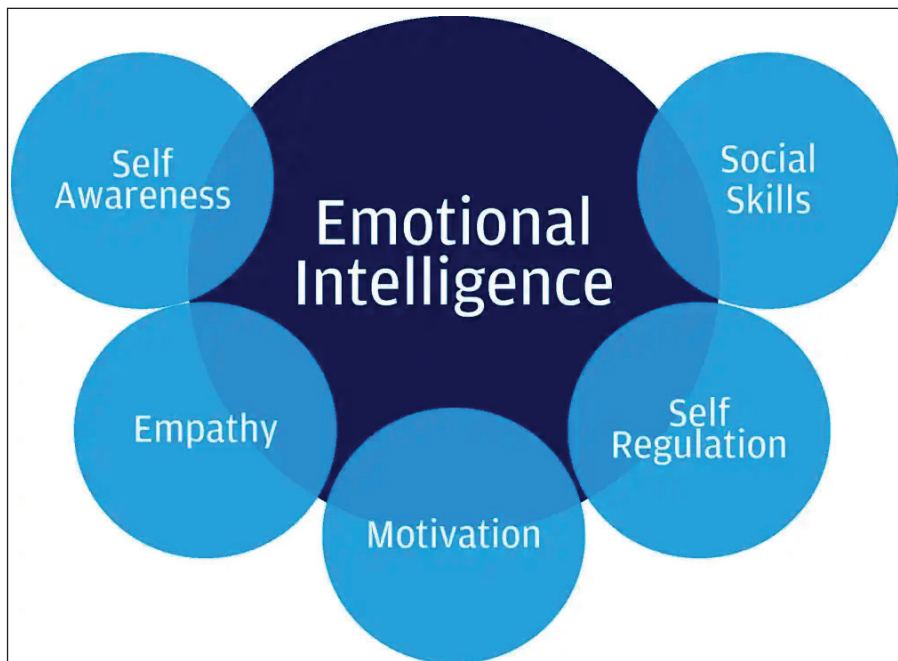 Emotional
Intelligence
Self
Awareness
Empathy
Motivation
Self
Regulation
Social
Skills